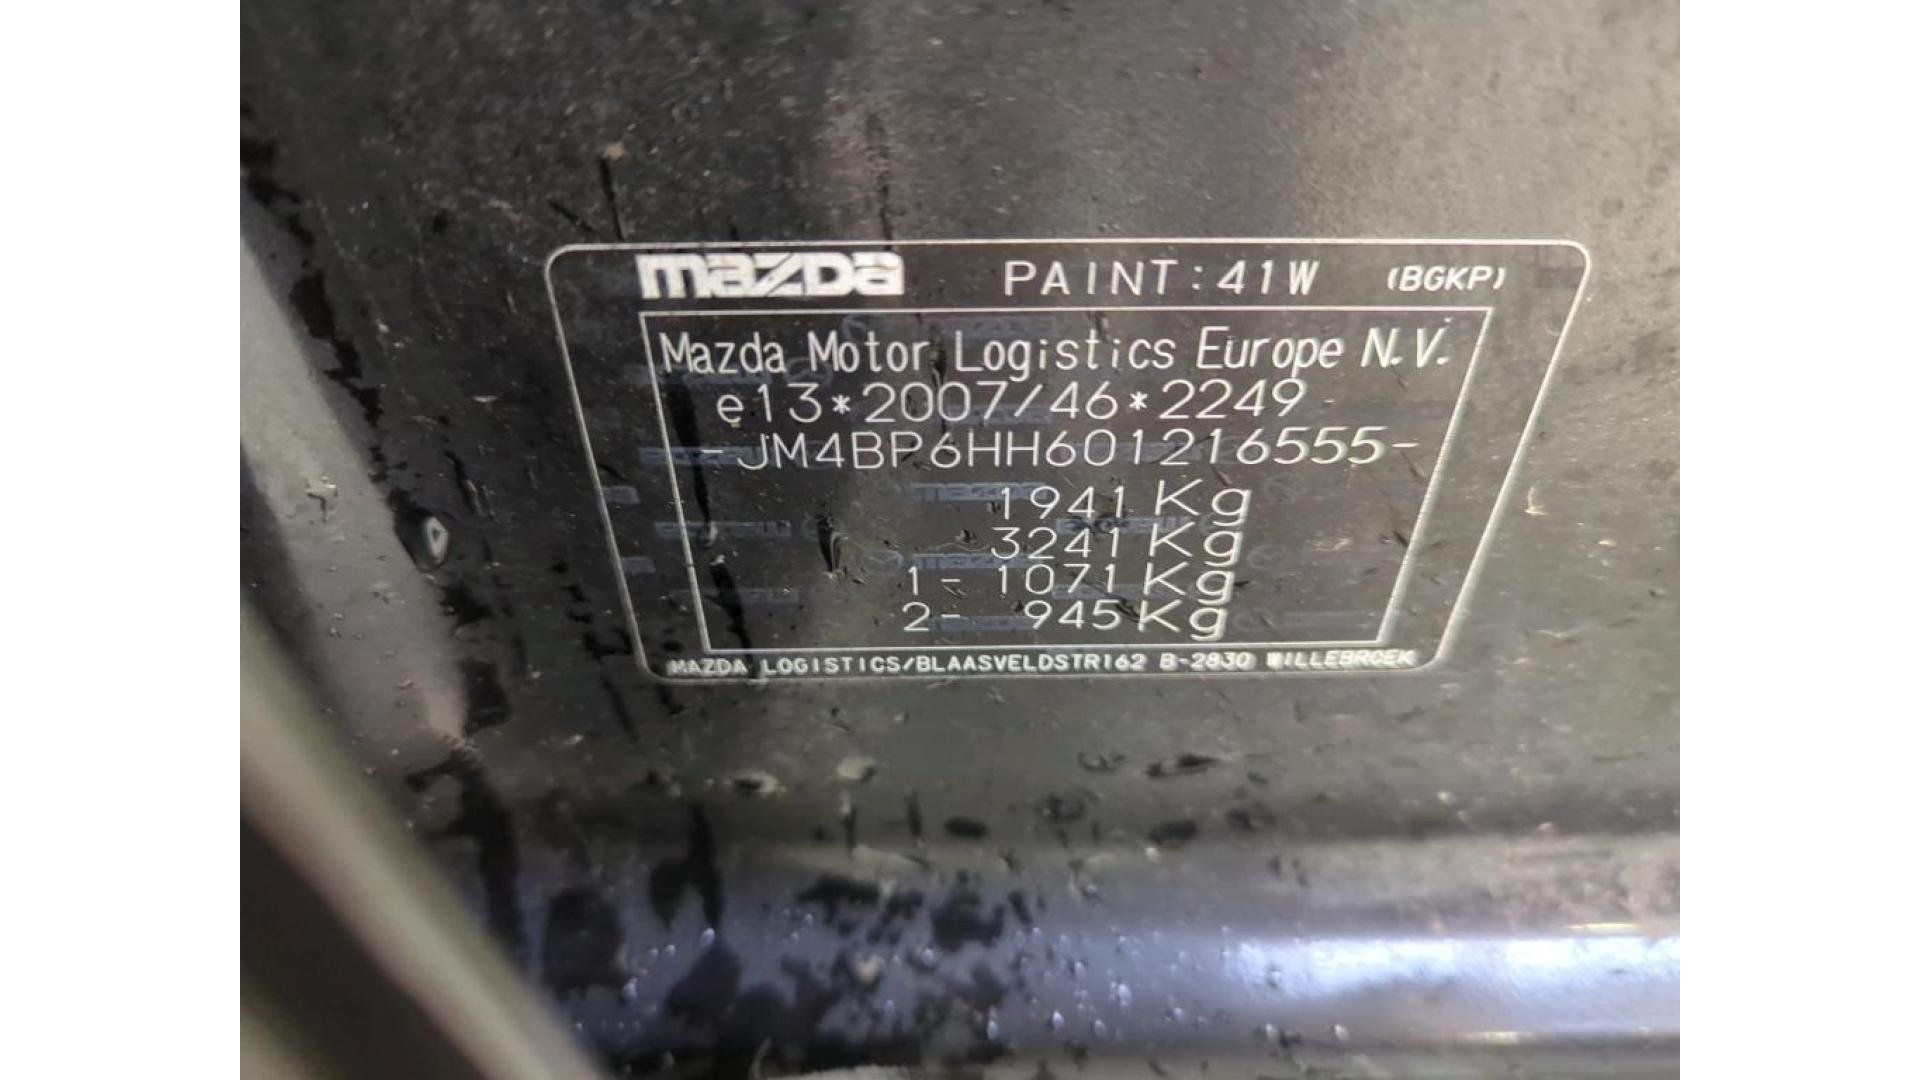 mazda PAINT: 41W (BGKP)
Mazda Motor Logistics Europe N.V.
e13*2007/46*2249
-JM4BP6HH601216555-
1941 Kg
3241 Kg
1- 1071 Kg
2- 945 Kg
MAZDA LOGISTICS/BLAASVELDSTR162 B-2830 WILLEBROEK